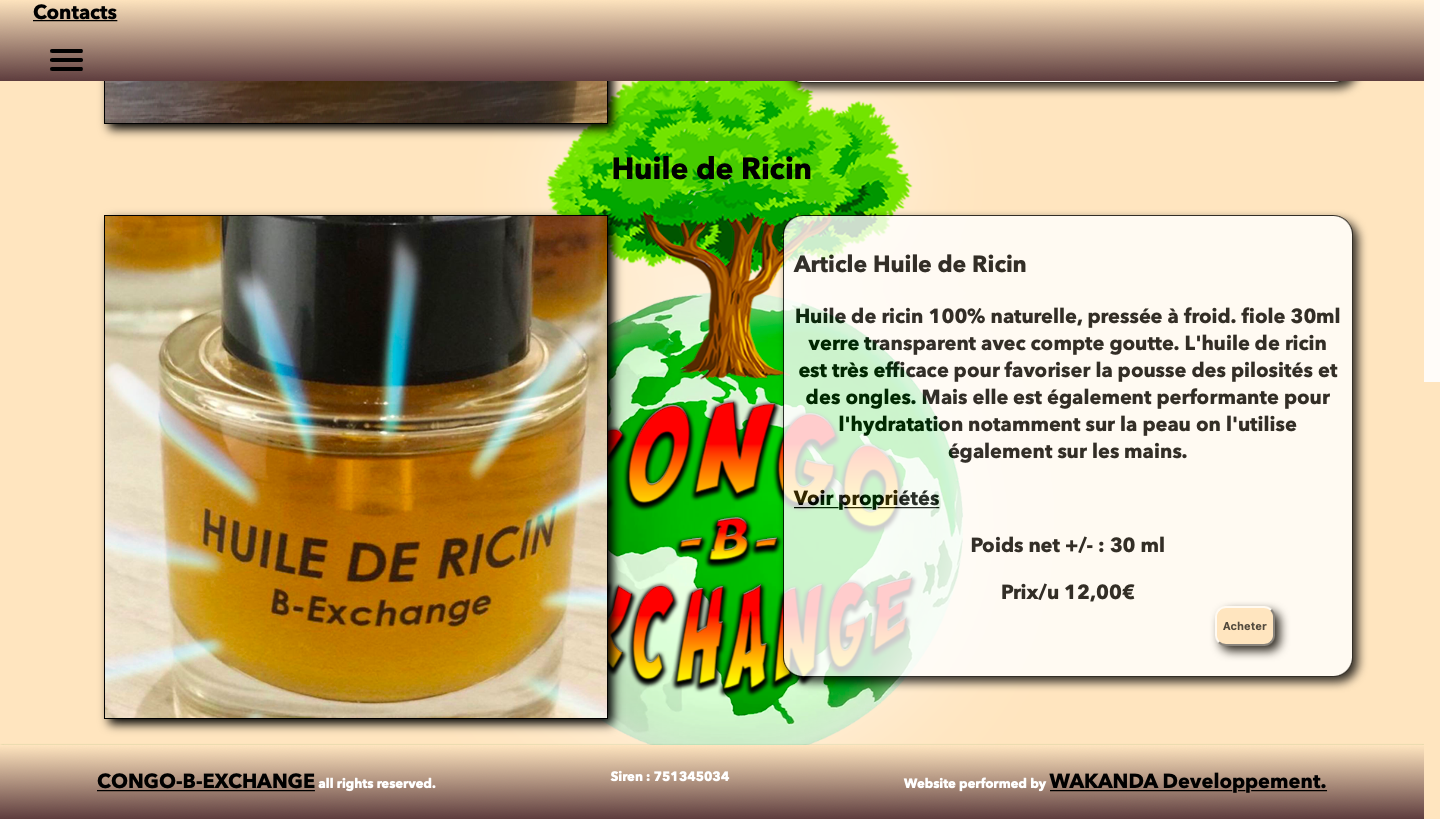 Contacts
Huile de Ricin
HUILE DE RICIN
B-Exchange
CONGO
-B-
EXCHANGE
Article Huile de Ricin
Huile de ricin 100% naturelle, pressée à froid. fiole 30ml
verre transparent avec compte goutte. L'huile de ricin
est très efficace pour favoriser la pousse des pilosités et
des ongles. Mais elle est également performante pour
l'hydratation notamment sur la peau on l'utilise
également sur les mains.
Voir propriétés
Poids net +/- : 30 ml
Prix/u 12,00€
Acheter
CONGO-B-EXCHANGE all rights reserved.
Siren : 751345034
Website performed by WAKANDA Developpement.